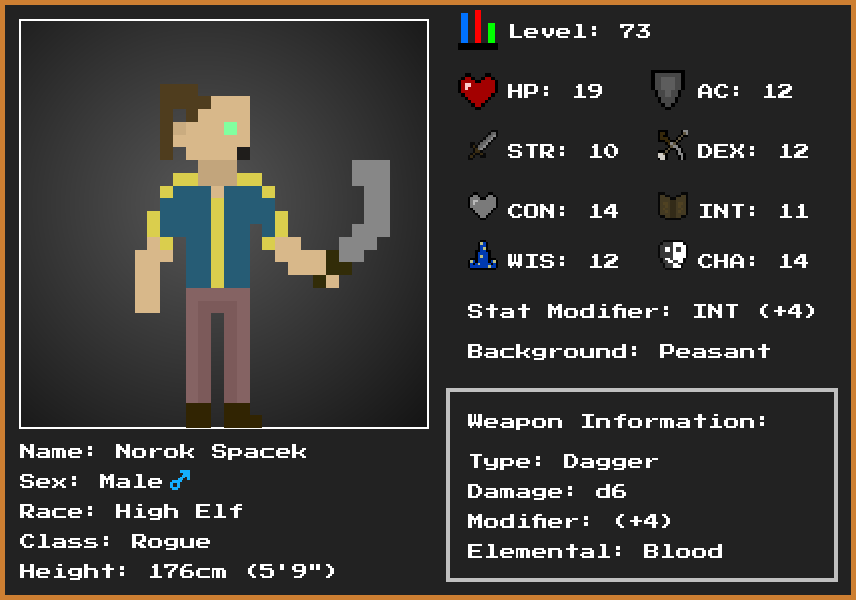 Level: 73
HP: 19 AC: 12
STR: 10 DEX: 12
CON: 14 INT: 11
WIS: 12 CHA: 14
Stat Modifier: INT (+4)
Background: Peasant
Weapon Information:
Type: Dagger
Damage: d6
Modifier: (+4)
Elemental: Blood
Name: Norok Spacek
Sex: Male ♂
Race: High Elf
Class: Rogue
Height: 176cm (5'9")